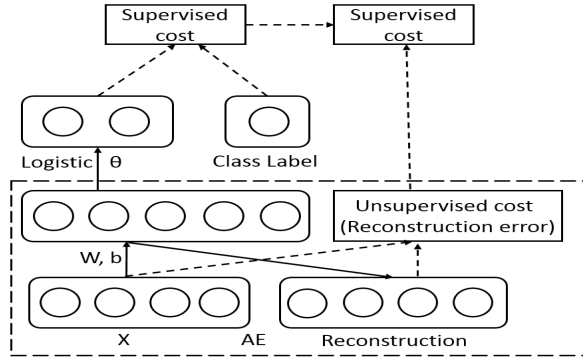 Supervised
cost
Supervised
cost
Logistic θ
Class Label
Unsupervised cost
(Reconstruction error)
W, b
X
AE
Reconstruction